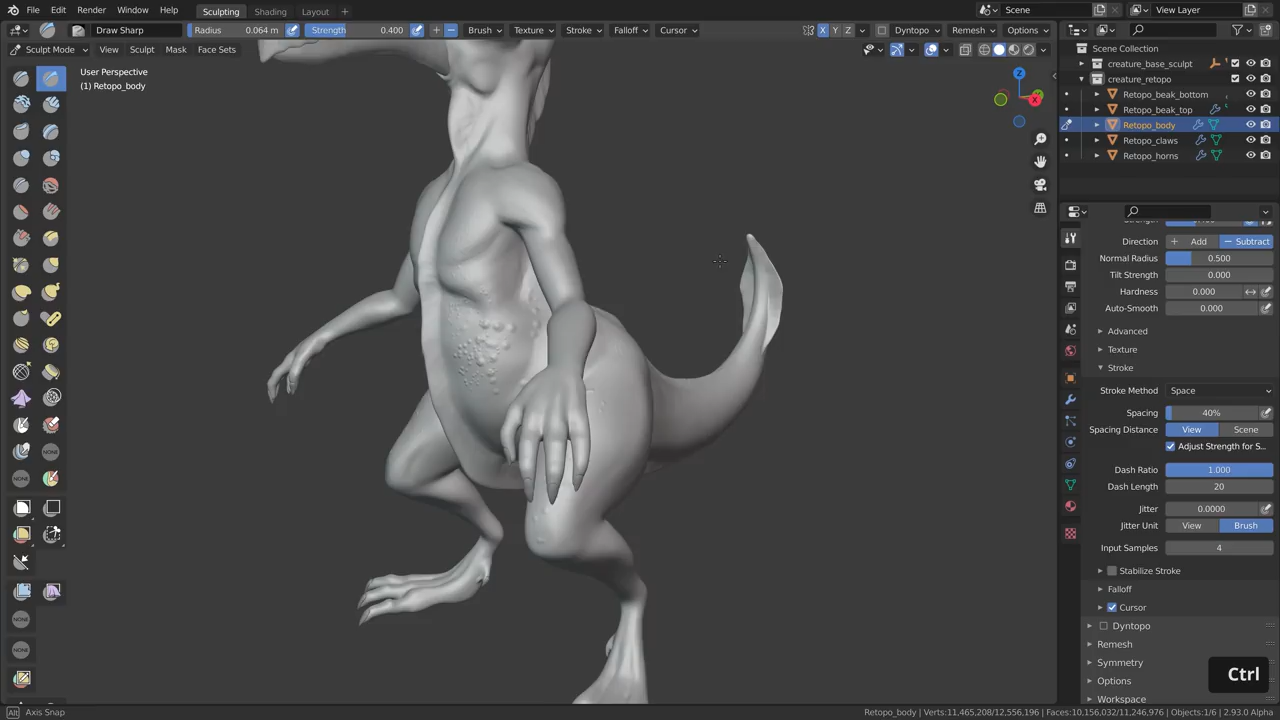 File Edit Render Window Help Sculpting Shading Layout + Scene View Layer
Draw Sharp Radius 0.064 m Strength 0.400 Brush Texture Stroke Falloff Cursor X Y Z Dyntopo Remesh Options
Sculpt Mode View Sculpt Mask Face Sets
User Perspective
(1) Retopo_body
Z
X
Scene Collection
creature_base_sculpt
creature_retopo
Retopo_beak_bottom
Retopo_beak_top
Retopo_body
Retopo_claws
Retopo_horns
Direction + Add − Subtract
Normal Radius 0.500
Tilt Strength 0.000
Hardness 0.000
Auto-Smooth 0.000
Advanced
Texture
Stroke
Stroke Method Space
Spacing 40%
Spacing Distance View Scene
Adjust Strength for S...
Dash Ratio 1.000
Dash Length 20
Jitter 0.0000
Jitter Unit View Brush
Input Samples 4
Stabilize Stroke
Falloff
Cursor
Dyntopo
Remesh
Symmetry
Options
Workspace
NONE
NONE
NONE
NONE
Ctrl
Alt Axis Snap
Retopo_body | Verts:11,465,208/12,556,196 | Faces:10,156,032/11,246,976 | Objects:1/6 | 2.93.0 Alpha